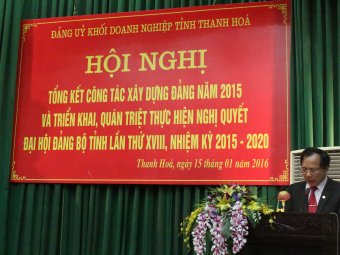 ĐẢNG UỶ KHỐI DOANH NGHIỆP TỈNH THANH HOÁ
HỘI NGHỊ
TỔNG KẾT CÔNG TÁC XÂY DỰNG ĐẢNG NĂM 2015
VÀ TRIỂN KHAI, QUÁN TRIỆT THỰC HIỆN NGHỊ QUYẾT
ĐẠI HỘI ĐẢNG BỘ TỈNH LẦN THỨ XVIII, NHIỆM KỲ 2015 - 2020
Thanh Hoá, ngày 15 tháng 01 năm 2016